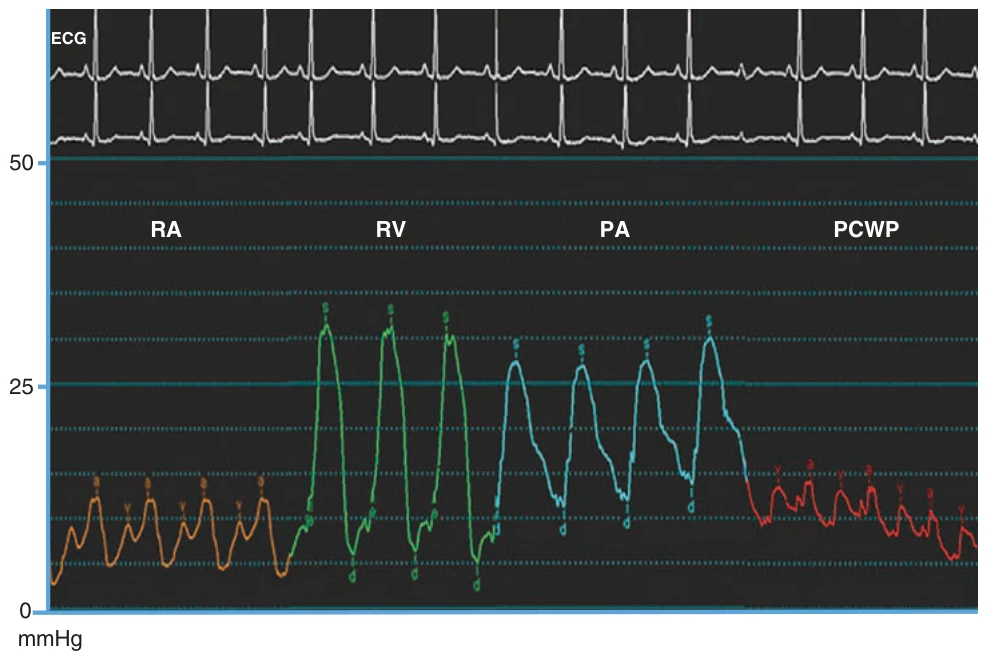 ECG
50
RA RV PA PCWP
s s s s s s s
25
a v a v a v a
v a v a v a v
e e e
d d d d d d d
0
mmHg